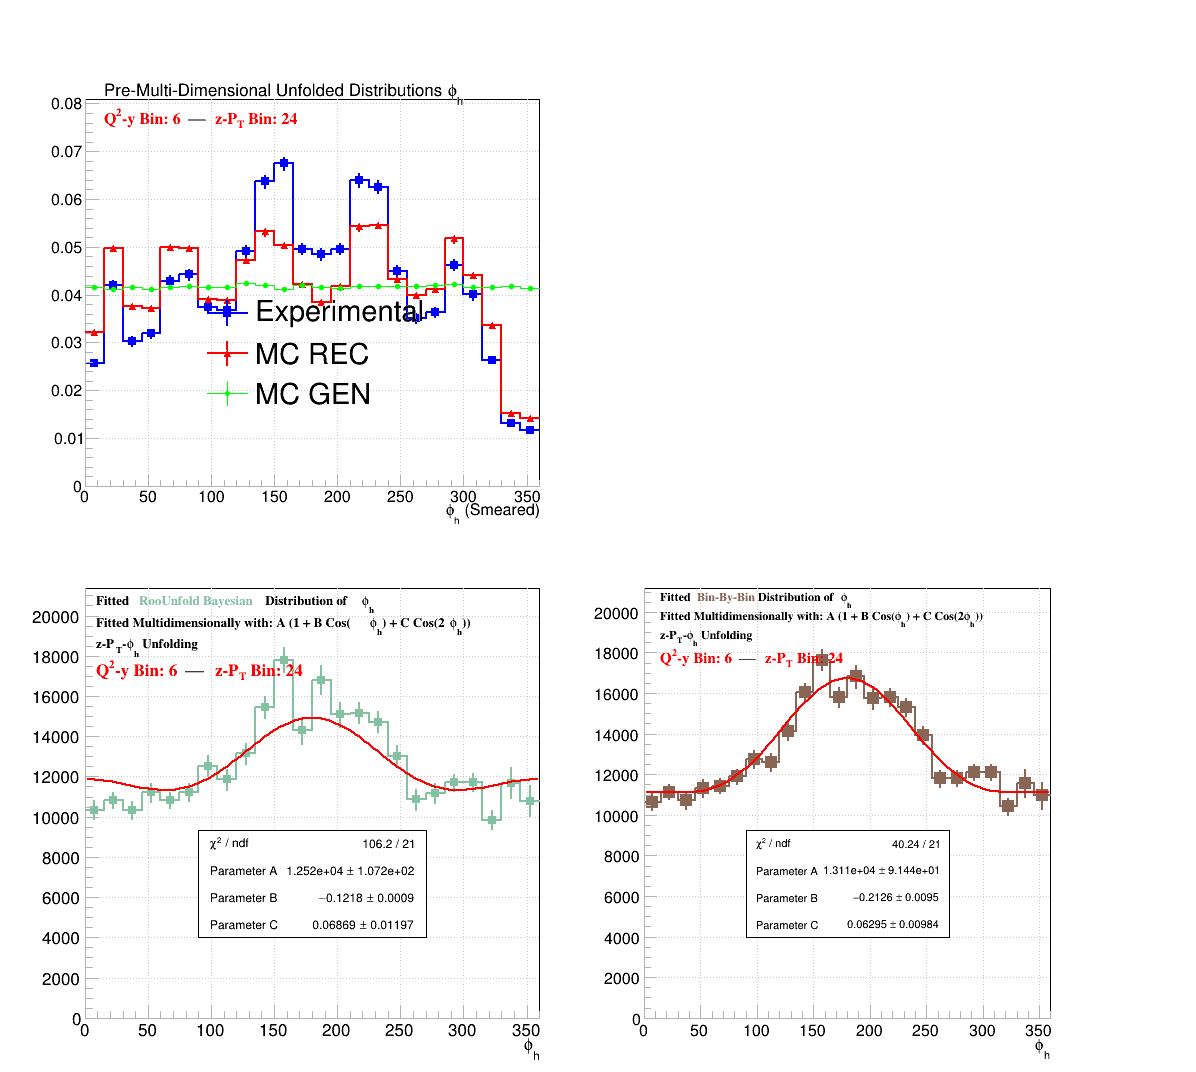 Pre-Multi-Dimensional Unfolded Distributions ϕh
Q2-y Bin: 6 — z-PT Bin: 24
0.08
0.07
0.06
0.05
0.04
0.03
0.02
0.01
0
Experimental
MC REC
MC GEN
0 50 100 150 200 250 300 350
ϕh (Smeared)
Fitted RooUnfold Bayesian Distribution of ϕh
Fitted Multidimensionally with: A (1 + B Cos(ϕh) + C Cos(2 ϕh))
z-PT-ϕh Unfolding
Q2-y Bin: 6 — z-PT Bin: 24
20000
18000
16000
14000
12000
10000
8000
6000
4000
2000
0
χ2 / ndf 106.2 / 21
Parameter A 1.252e+04 ± 1.072e+02
Parameter B −0.1218 ± 0.0009
Parameter C 0.06869 ± 0.01197
0 50 100 150 200 250 300 350
ϕh
Fitted Bin-By-Bin Distribution of ϕh
Fitted Multidimensionally with: A (1 + B Cos(ϕh) + C Cos(2ϕh))
z-PT-ϕh Unfolding
Q2-y Bin: 6 — z-PT Bin: 24
20000
18000
16000
14000
12000
10000
8000
6000
4000
2000
0
χ2 / ndf 40.24 / 21
Parameter A 1.311e+04 ± 9.144e+01
Parameter B −0.2126 ± 0.0095
Parameter C 0.06295 ± 0.00984
0 50 100 150 200 250 300 350
ϕh